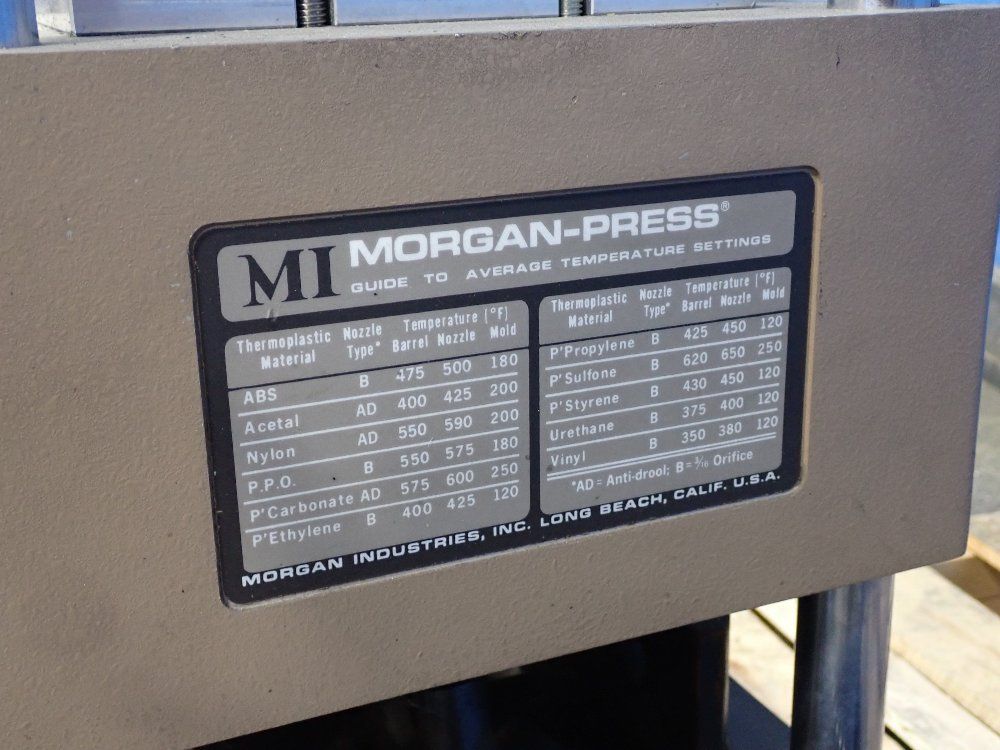 MI MORGAN-PRESS®
GUIDE TO AVERAGE TEMPERATURE SETTINGS
Thermoplastic Nozzle Temperature (°F)
Material Type* Barrel Nozzle Mold
ABS B 475 500 180
Acetal AD 400 425 200
Nylon AD 550 590 200
P.P.O. B 550 575 180
P'Carbonate AD 575 600 250
P'Ethylene B 400 425 120
Thermoplastic Nozzle Temperature (°F)
Material Type* Barrel Nozzle Mold
P'Propylene B 425 450 120
P'Sulfone B 620 650 250
P'Styrene B 430 450 120
Urethane B 375 400 120
Vinyl B 350 380 120
*AD = Anti-drool; B = 3/16 Orifice
MORGAN INDUSTRIES, INC. LONG BEACH, CALIF. U.S.A.